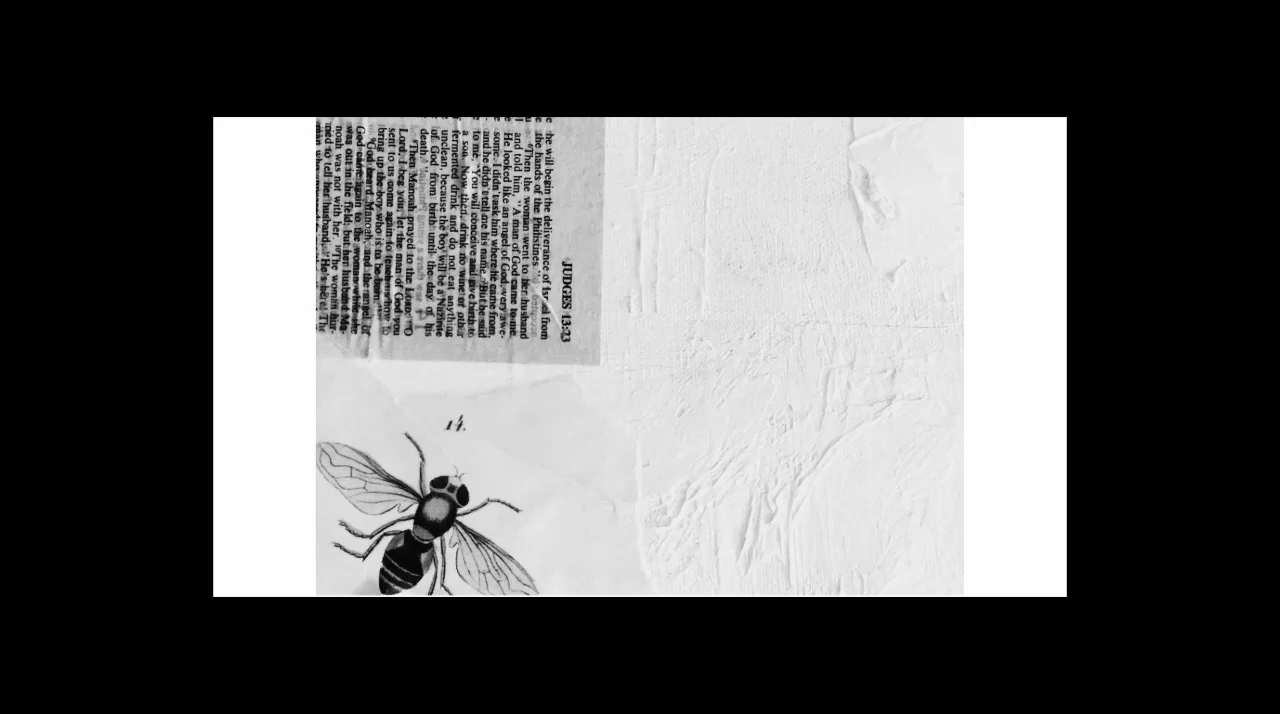 JUDGES 13:23
e she will begin the deliverance of Israel from
e the hands of the Philistines."
⁶Then the woman went to her husband
and told him, "A man of God came to me.
He looked like an angel of God, very awe-
some. I didn't ask him where he came from,
and he didn't tell me his name. ⁷But he said
to me, 'You will conceive and give birth to
a son. Now then, drink no wine or other
fermented drink and do not eat anything
unclean, because the boy will be a Nazirite
of God from birth until the day of his
death.
⁸Then Manoah prayed to the LORD: "O
Lord, I beg you, let the man of God you
sent to us come again to teach us how to
bring up the boy who is to be born."
⁹God heard Manoah, and the angel of
God came again to the woman while she
was out in the field; but her husband Ma-
noah was not with her. ¹⁰The woman hur-
ried to tell her husband, "He's here! The
14.